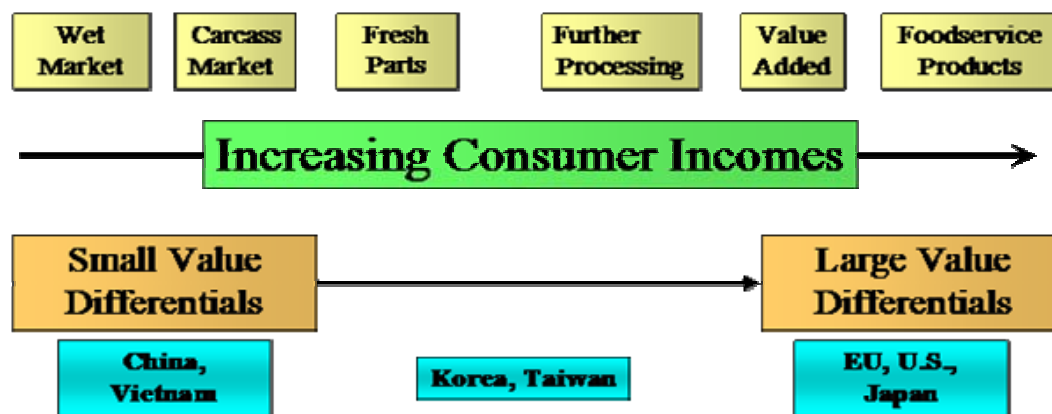 Wet
Market
Carcass
Market
Fresh
Parts
Further
Processing
Value
Added
Foodservice
Products
Increasing Consumer Incomes
Small Value
Differentials
Large Value
Differentials
China,
Vietnam
Korea, Taiwan
EU, U.S.,
Japan